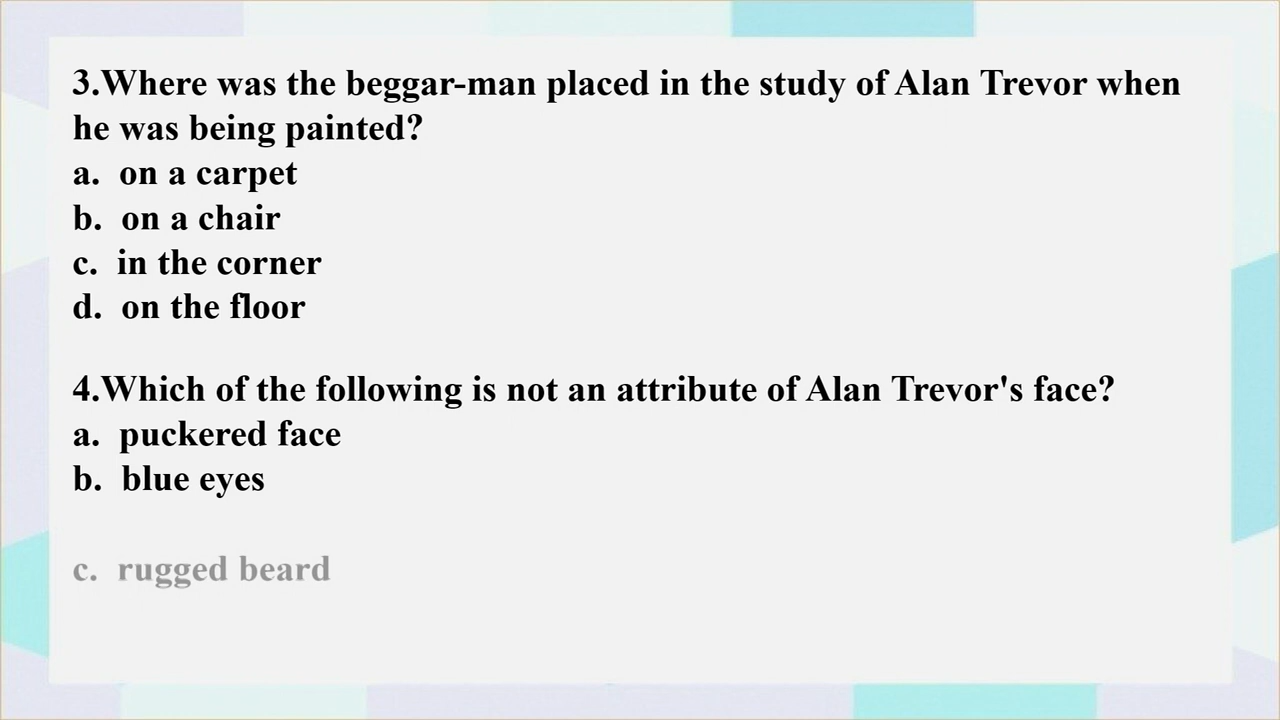 3.Where was the beggar-man placed in the study of Alan Trevor when
he was being painted?
a. on a carpet
b. on a chair
c. in the corner
d. on the floor
4.Which of the following is not an attribute of Alan Trevor's face?
a. puckered face
b. blue eyes
c. rugged beard